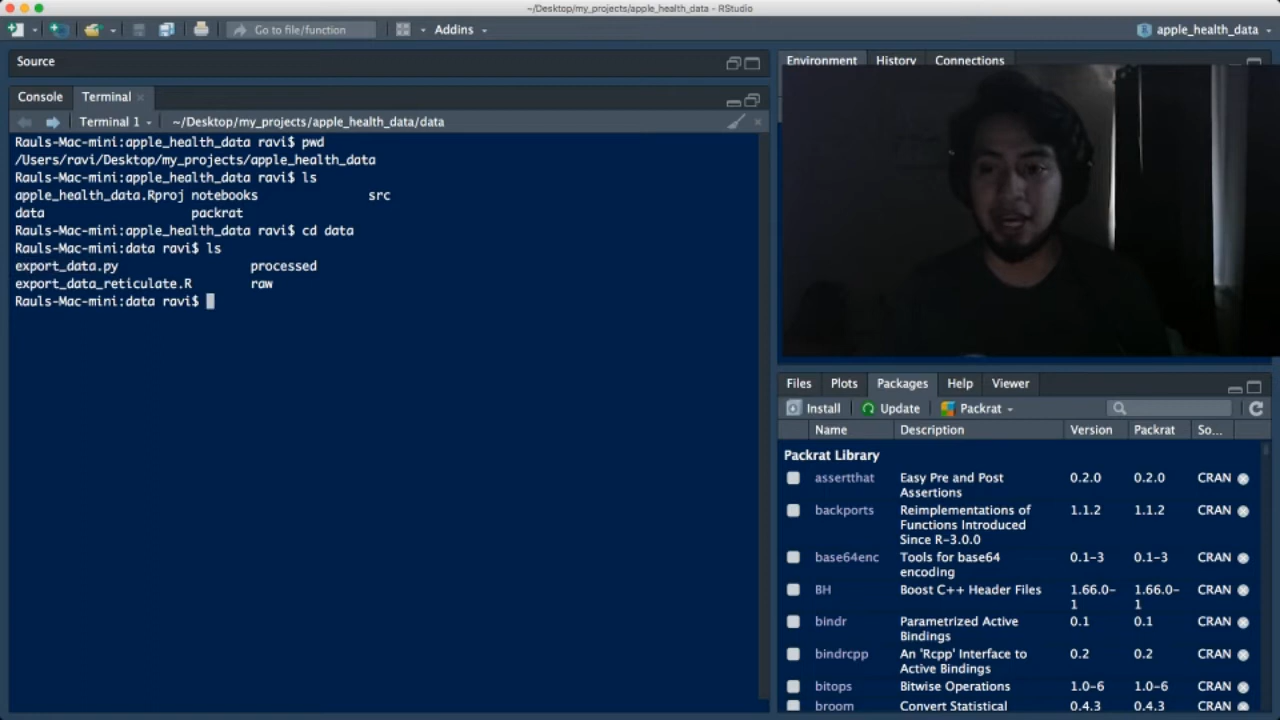 ~/Desktop/my_projects/apple_health_data - RStudio
Go to file/function
Addins
apple_health_data
Source
Console Terminal
Terminal 1 ~/Desktop/my_projects/apple_health_data/data
Rauls-Mac-mini:apple_health_data ravi$ pwd
/Users/ravi/Desktop/my_projects/apple_health_data
Rauls-Mac-mini:apple_health_data ravi$ ls
apple_health_data.Rproj notebooks src
data packrat
Rauls-Mac-mini:apple_health_data ravi$ cd data
Rauls-Mac-mini:data ravi$ ls
export_data.py processed
export_data_reticulate.R raw
Rauls-Mac-mini:data ravi$
Environment History Connections
Files Plots Packages Help Viewer
Install Update Packrat
Name Description Version Packrat So...
Packrat Library
assertthat Easy Pre and Post 0.2.0 0.2.0 CRAN
Assertions
backports Reimplementations of 1.1.2 1.1.2 CRAN
Functions Introduced
Since R-3.0.0
base64enc Tools for base64 0.1-3 0.1-3 CRAN
encoding
BH Boost C++ Header Files 1.66.0- 1.66.0- CRAN
1 1
bindr Parametrized Active 0.1 0.1 CRAN
Bindings
bindrcpp An 'Rcpp' Interface to 0.2 0.2 CRAN
Active Bindings
bitops Bitwise Operations 1.0-6 1.0-6 CRAN
broom Convert Statistical 0.4.3 0.4.3 CRAN